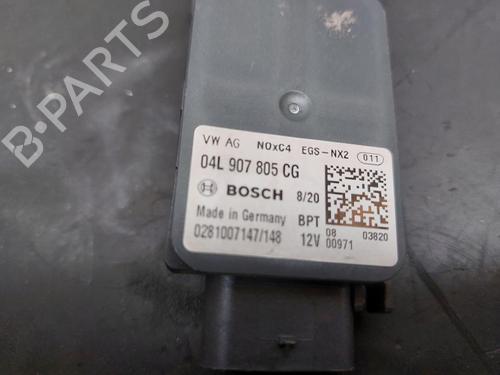 VW AG NOxC4 EGS-NX2 011
04L 907 805 CG
BOSCH 8/20
Made in Germany BPT 08 03820
0281007147/148 12V 00971
B-PARTS